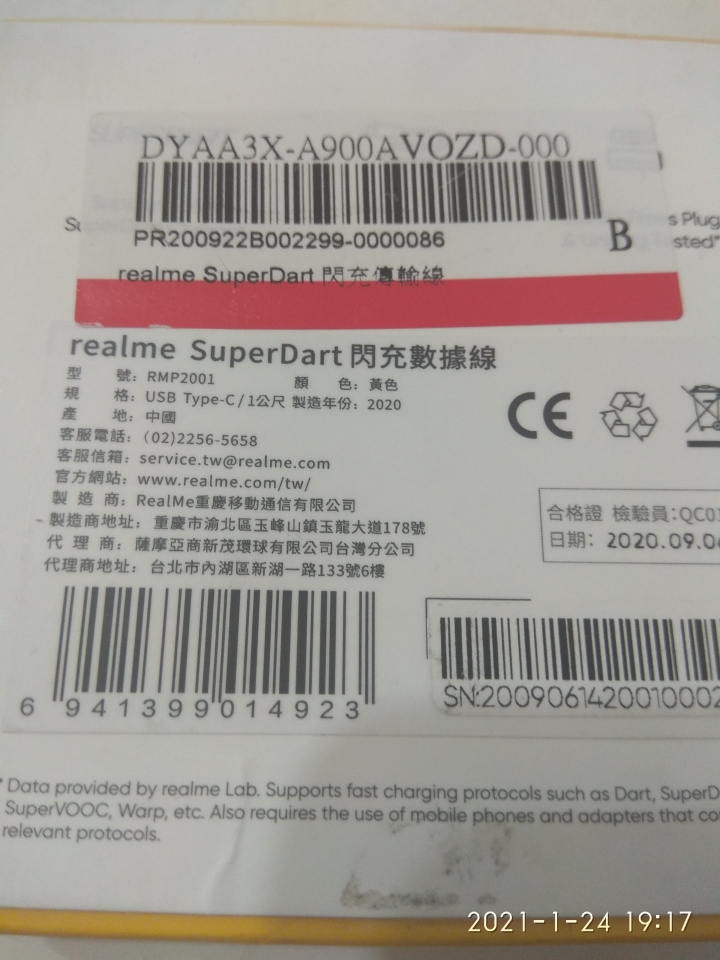 DYAA3X-A900AVOZD-000
PR200922B002299-0000086
B
s Plug
sted"
realme SuperDart 閃充傳輸線
realme SuperDart 閃充數據線
型 號: RMP2001 顏 色: 黃色
規 格: USB Type-C/1公尺 製造年份: 2020
產 地: 中國
客服電話: (02)2256-5658
客服信箱: service.tw@realme.com
官方網站: www.realme.com/tw/
製 造 商: RealMe重慶移動通信有限公司
製造商地址: 重慶市渝北區玉峰山鎮玉龍大道178號
代 理 商: 薩摩亞商新茂環球有限公司台灣分公司
代理商地址: 台北市內湖區新湖一路133號6樓
CE
合格證 檢驗員:QC01
日期: 2020.09.06
6 941399 014923
SN:2009061420010002
* Data provided by realme Lab. Supports fast charging protocols such as Dart, SuperD
SuperVOOC, Warp, etc. Also requires the use of mobile phones and adapters that co
relevant protocols.
2021-1-24 19:17